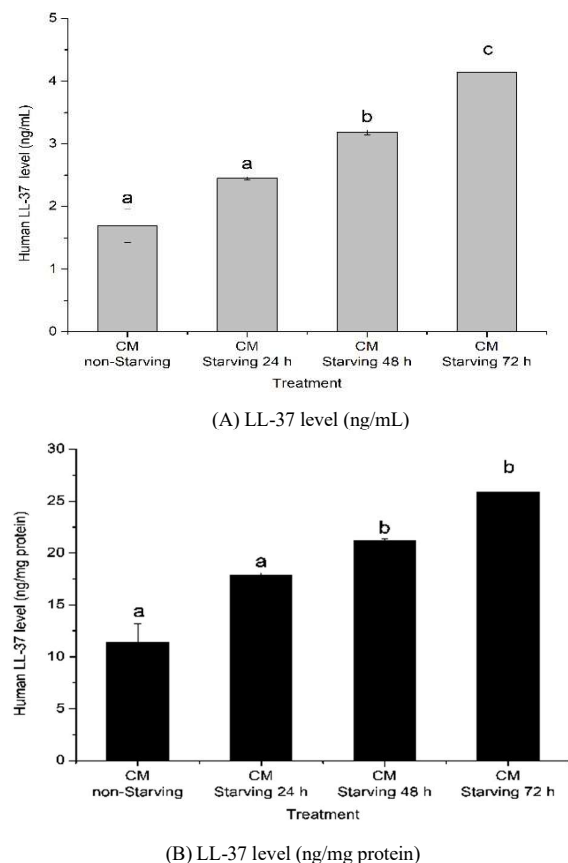 5
4
3
2
1
0
Human LL-37 level (ng/mL)
a
a
b
c
CM
non-Starving
CM
Starving 24 h
CM
Starving 48 h
CM
Starving 72 h
Treatment
(A) LL-37 level (ng/mL)
30
25
20
15
10
5
0
Human LL-37 level (ng/mg protein)
a
a
b
b
CM
non-Starving
CM
Starving 24 h
CM
Starving 48 h
CM
Starving 72 h
Treatment
(B) LL-37 level (ng/mg protein)